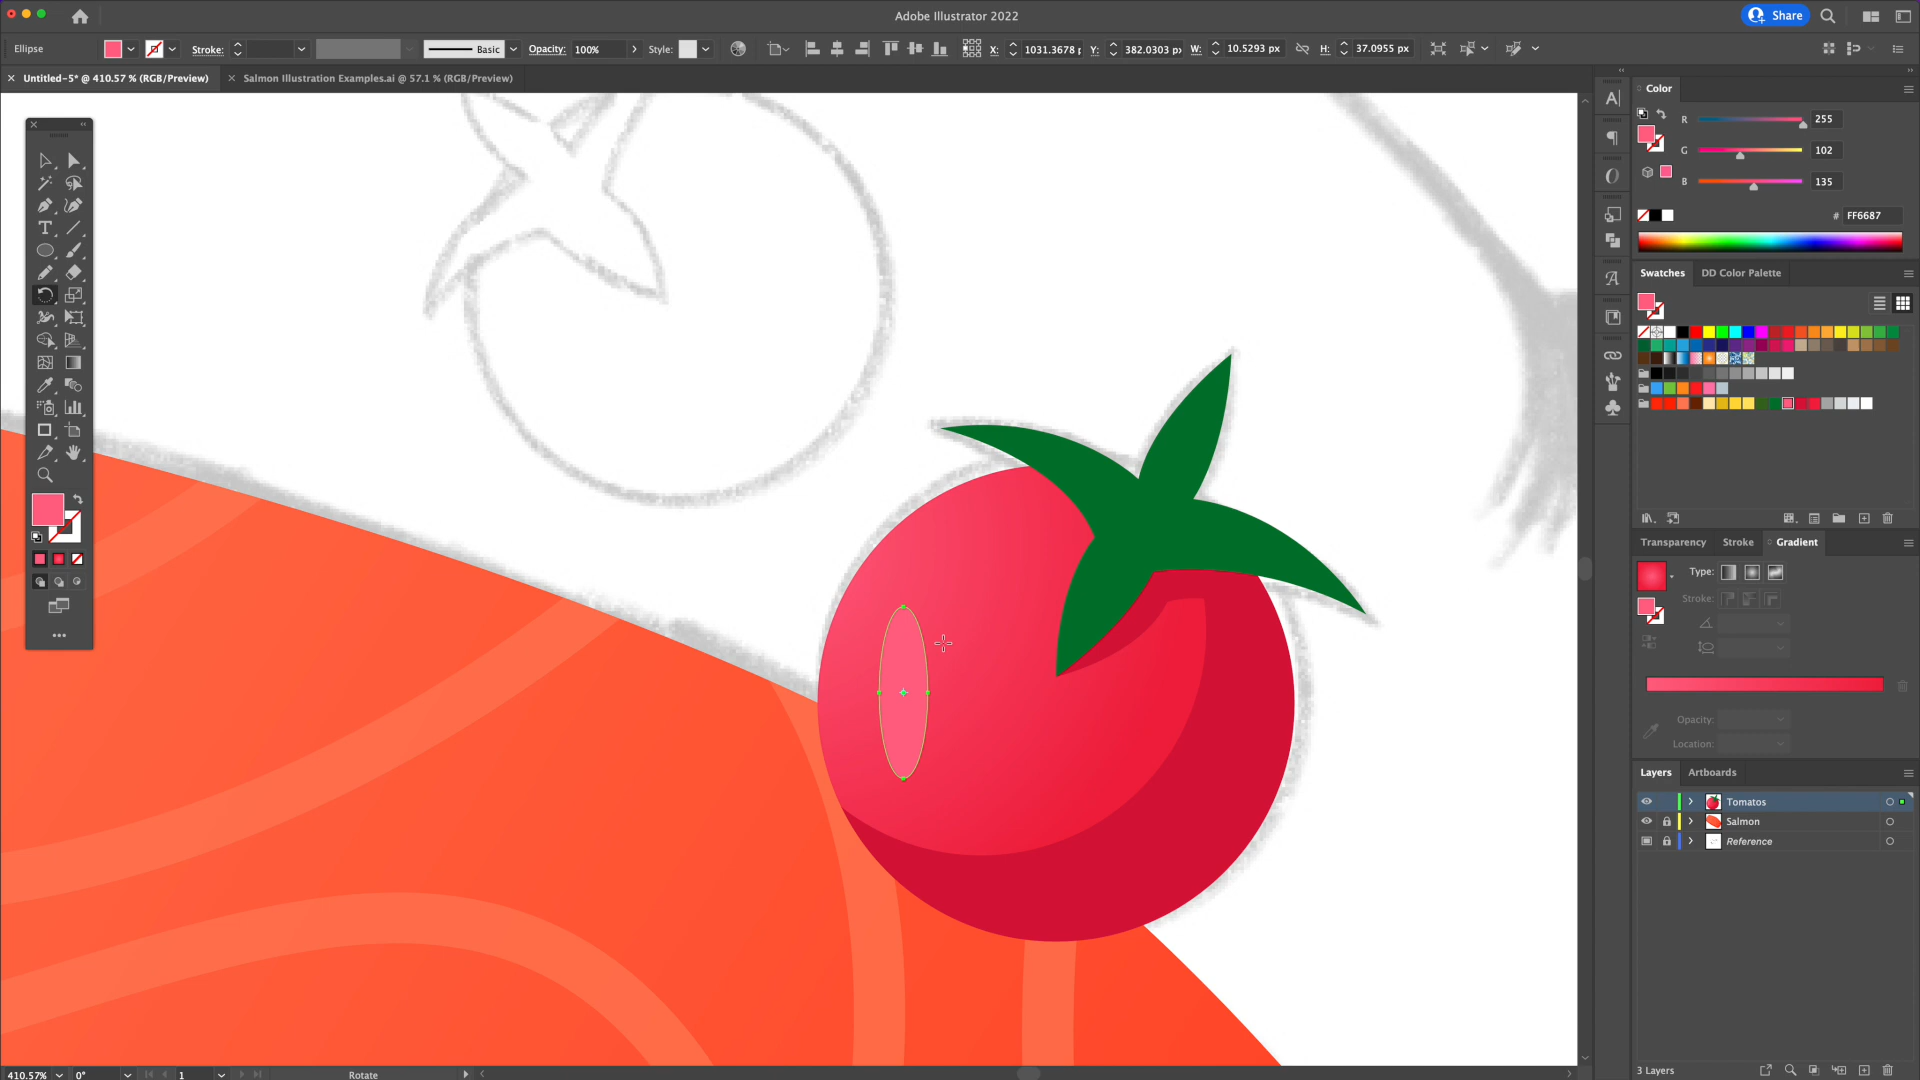 Adobe Illustrator 2022
Share
Ellipse
Stroke:
Basic
Opacity: 100%
Style:
X: 1031.3678 p
Y: 382.0303 px
W: 10.5293 px
H: 37.0955 px
Untitled-5* @ 410.57 % (RGB/Preview)
Salmon Illustration Examples.ai @ 57.1 % (RGB/Preview)
Color
R 255
G 102
B 135
# FF6687
Swatches
DD Color Palette
Transparency
Stroke
Gradient
Type:
Stroke:
Opacity:
Location:
Layers
Artboards
Tomatos
Salmon
Reference
3 Layers
410.57%
0°
1
Rotate